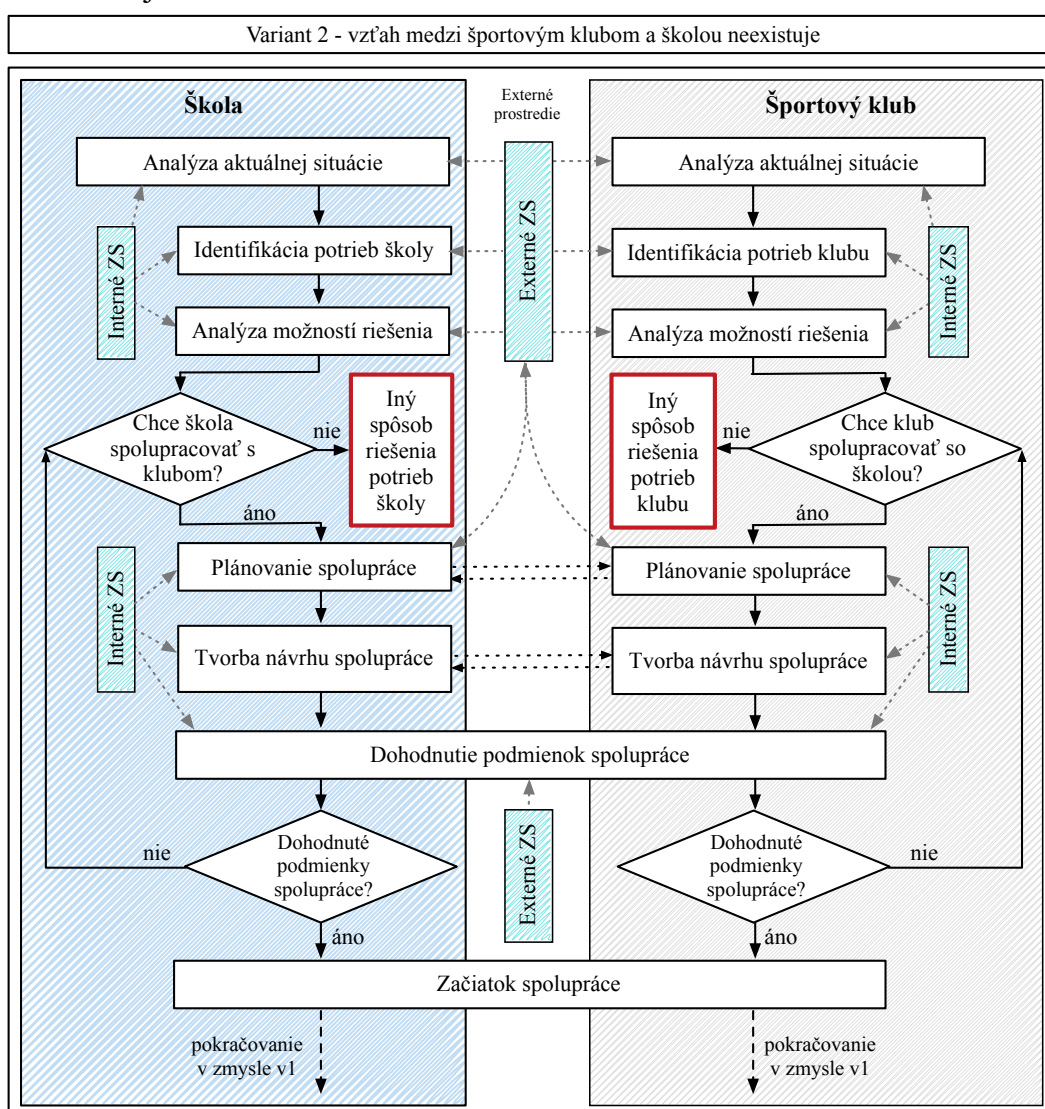 Variant 2 - vzťah medzi športovým klubom a školou neexistuje
Škola
Externé
prostredie
Športový klub
Analýza aktuálnej situácie
Analýza aktuálnej situácie
Externé ZS
Interné ZS
Identifikácia potrieb školy
Identifikácia potrieb klubu
Interné ZS
Analýza možností riešenia
Analýza možností riešenia
Chce škola
spolupracovať s
klubom?
nie
Iný
spôsob
riešenia
potrieb
školy
Iný
spôsob
riešenia
potrieb
klubu
nie
Chce klub
spolupracovať so
školou?
áno
áno
Interné ZS
Plánovanie spolupráce
Plánovanie spolupráce
Interné ZS
Tvorba návrhu spolupráce
Tvorba návrhu spolupráce
Dohodnutie podmienok spolupráce
nie
Dohodnuté
podmienky
spolupráce?
Externé ZS
Dohodnuté
podmienky
spolupráce?
nie
áno
áno
Začiatok spolupráce
pokračovanie
v zmysle v1
pokračovanie
v zmysle v1